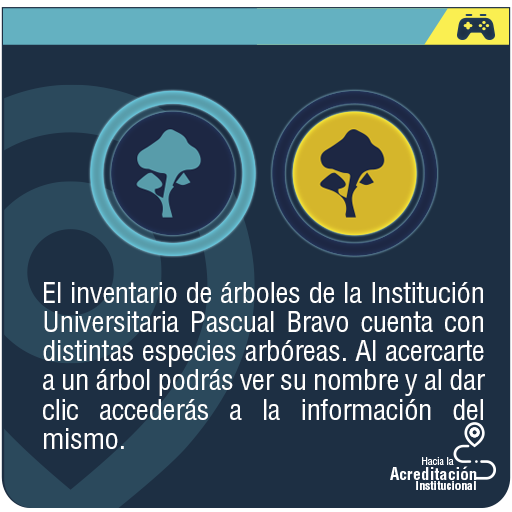 El inventario de árboles de la Institución
Universitaria Pascual Bravo cuenta con
distintas especies arbóreas. Al acercarte
a un árbol podrás ver su nombre y al dar
clic accederás a la información del
mismo.
Hacia la
Acreditación
Institucional